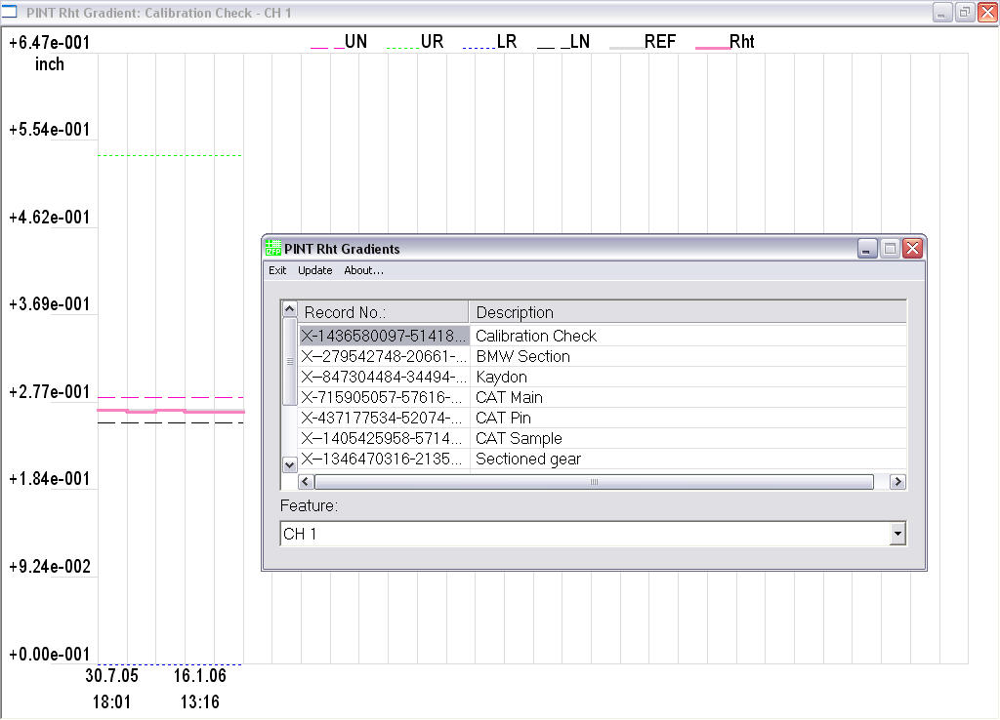 PINT Rht Gradient: Calibration Check - CH 1
+6.47e-001 UN UR LR LN REF Rht
inch
+5.54e-001
+4.62e-001
+3.69e-001
+2.77e-001
+1.84e-001
+9.24e-002
+0.00e-001
30.7.05 16.1.06
18:01 13:16
PINT Rht Gradients
Exit Update About...
Record No.: Description
X-1436580097-51418... Calibration Check
X--279542748-20661-... BMW Section
X--847304484-34494-... Kaydon
X-715905057-57616-... CAT Main
X-437177534-52074-... CAT Pin
X--1405425958-5714... CAT Sample
X--1346470316-2135... Sectioned gear
Feature:
CH 1